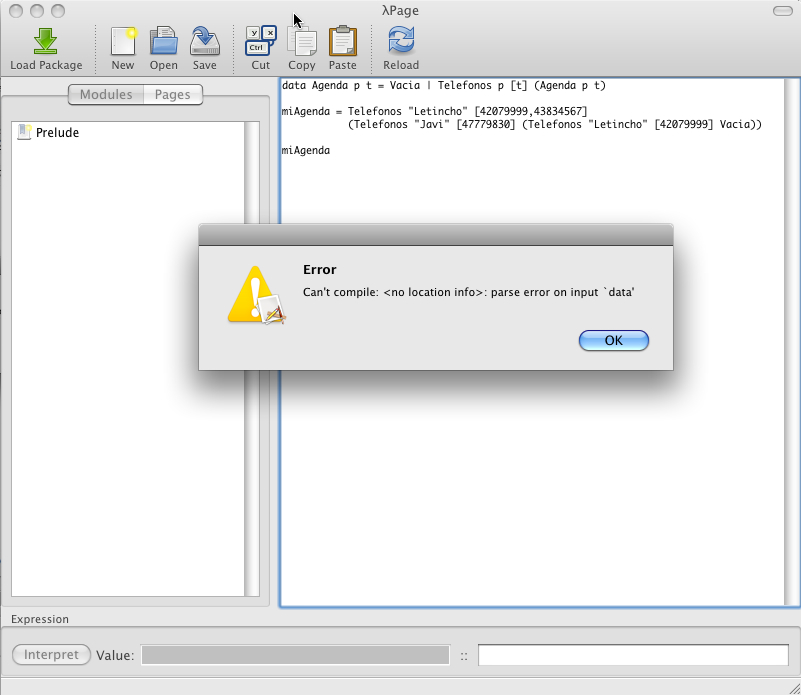 λPage
Load Package New Open Save Cut Copy Paste Reload
Y X
Ctrl
Modules Pages
Prelude
data Agenda p t = Vacia | Telefonos p [t] (Agenda p t)
miAgenda = Telefonos "Letincho" [42079999,43834567]
(Telefonos "Javi" [47779830] (Telefonos "Letincho" [42079999] Vacia))
miAgenda
Error
Can't compile: <no location info>: parse error on input `data'
OK
Expression
Interpret Value: ::